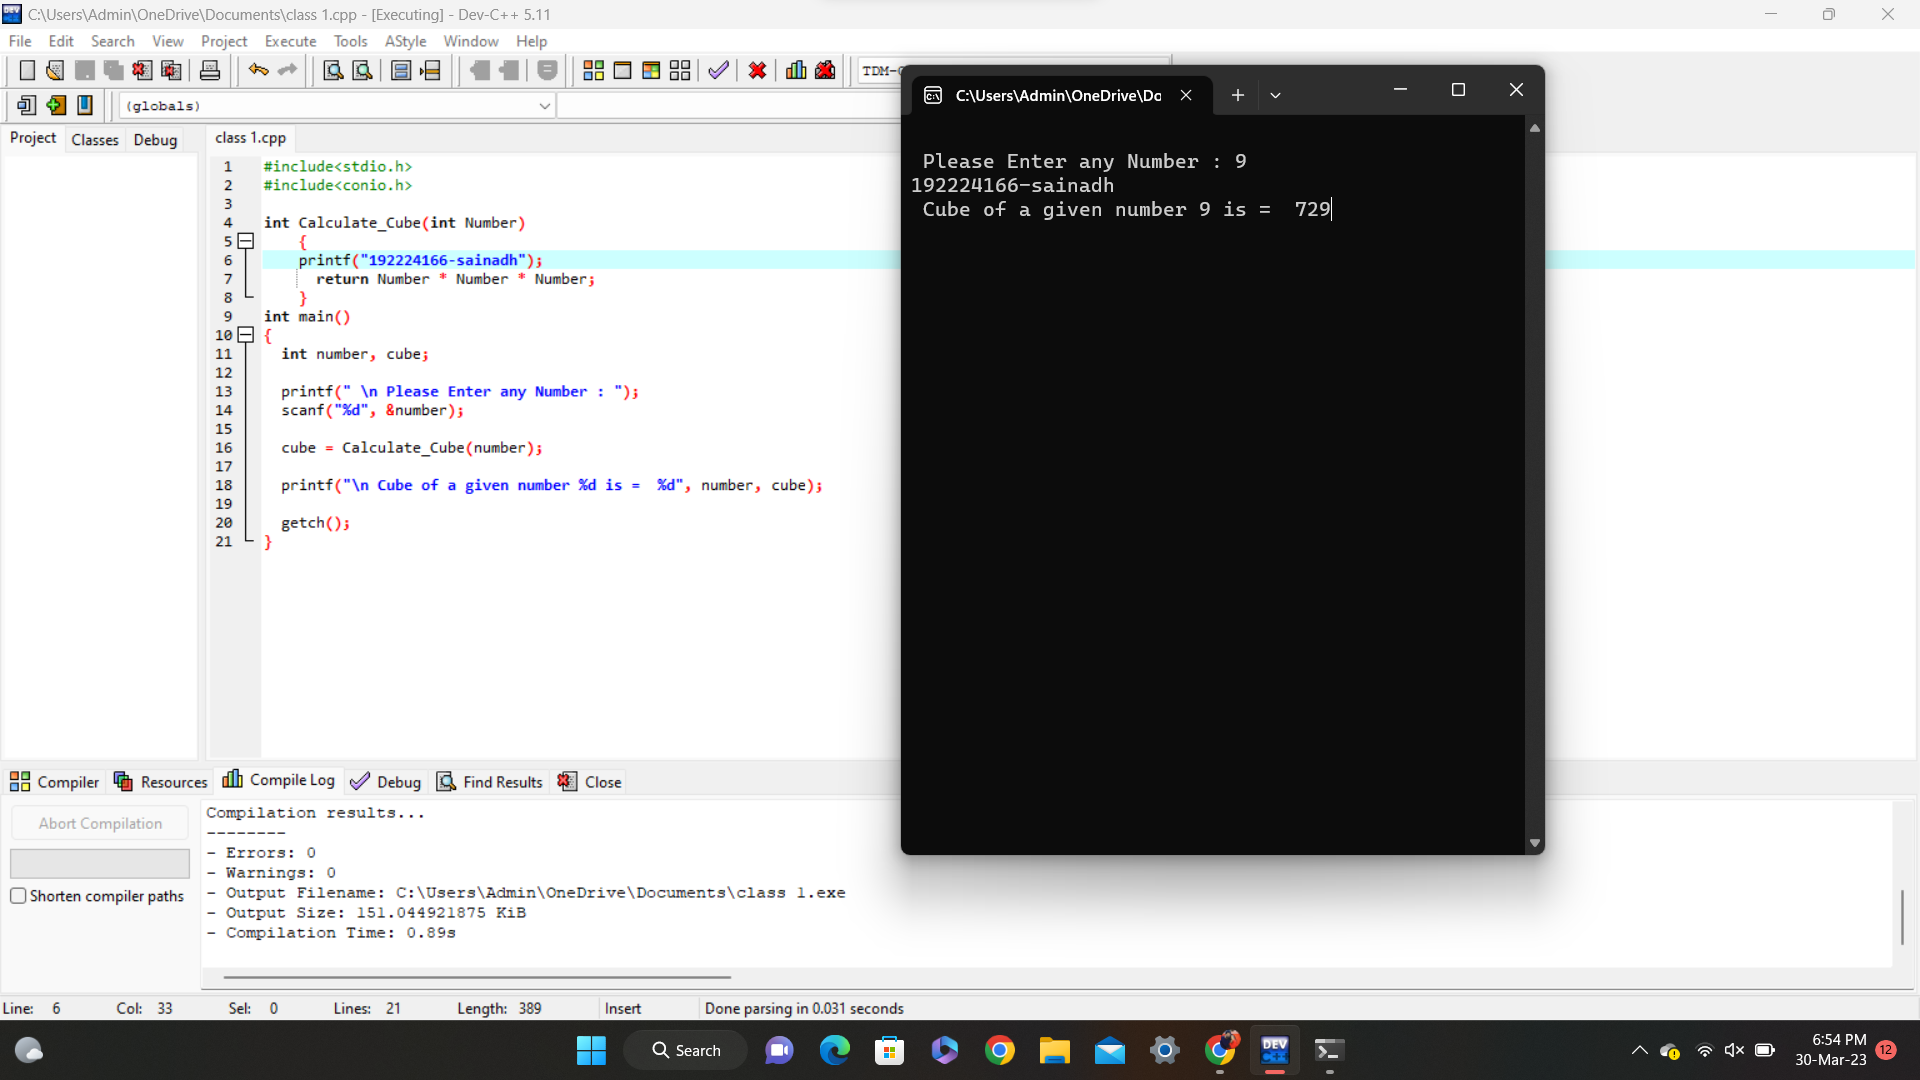 C:\Users\Admin\OneDrive\Documents\class 1.cpp - [Executing] - Dev-C++ 5.11
File Edit Search View Project Execute Tools AStyle Window Help
(globals)
Project Classes Debug
class 1.cpp
1 #include<stdio.h>
2 #include<conio.h>
3
4 int Calculate_Cube(int Number)
5 {
6 printf("192224166-sainadh");
7 return Number * Number * Number;
8 }
9 int main()
10 {
11 int number, cube;
12
13 printf(" \n Please Enter any Number : ");
14 scanf("%d", &number);
15
16 cube = Calculate_Cube(number);
17
18 printf("\n Cube of a given number %d is =  %d", number, cube);
19
20 getch();
21 }
C:\Users\Admin\OneDrive\Do
Please Enter any Number : 9
192224166-sainadh
Cube of a given number 9 is =  729
Compiler Resources Compile Log Debug Find Results Close
Abort Compilation
Shorten compiler paths
Compilation results...
--------
- Errors: 0
- Warnings: 0
- Output Filename: C:\Users\Admin\OneDrive\Documents\class 1.exe
- Output Size: 151.044921875 KiB
- Compilation Time: 0.89s
Line: 6 Col: 33 Sel: 0 Lines: 21 Length: 389 Insert Done parsing in 0.031 seconds
Search
DEV C++
6:54 PM
30-Mar-23
12